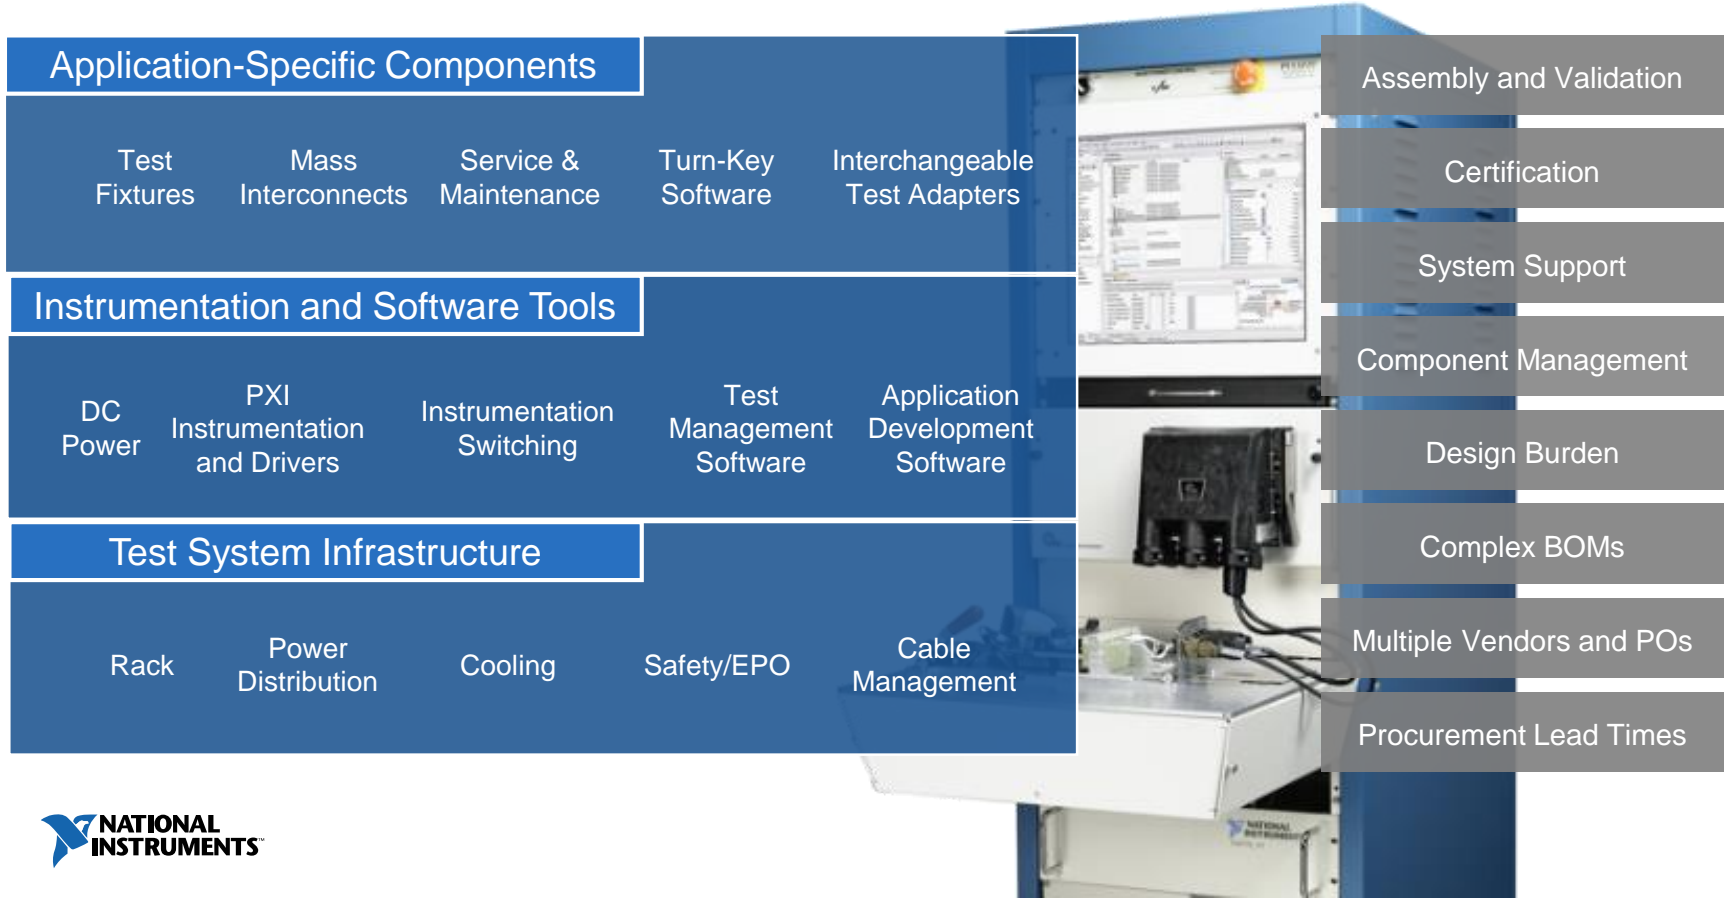 Application-Specific Components
Test
Fixtures
Mass
Interconnects
Service &
Maintenance
Turn-Key
Software
Interchangeable
Test Adapters
Instrumentation and Software Tools
DC
Power
PXI
Instrumentation
and Drivers
Instrumentation
Switching
Test
Management
Software
Application
Development
Software
Test System Infrastructure
Rack
Power
Distribution
Cooling
Safety/EPO
Cable
Management
Assembly and Validation
Certification
System Support
Component Management
Design Burden
Complex BOMs
Multiple Vendors and POs
Procurement Lead Times
NATIONAL
INSTRUMENTS™
NATIONAL
INSTRUMENTS